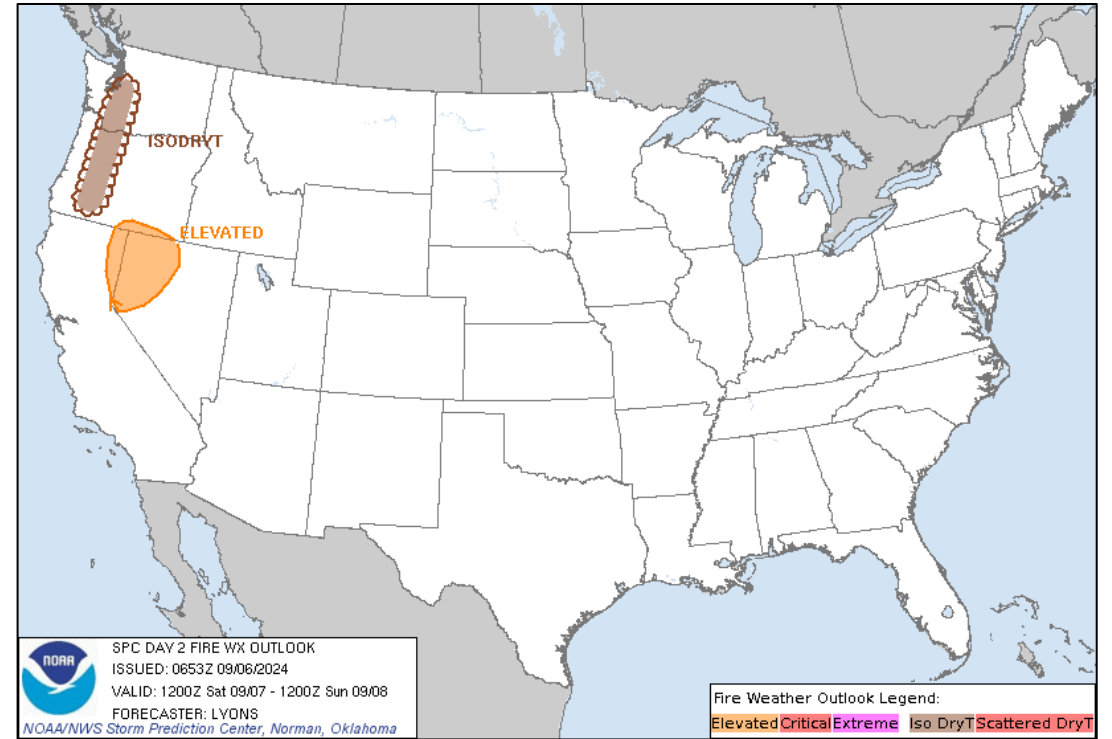 ISODRYT
ELEVATED
NOAA
SPC DAY 2 FIRE WX OUTLOOK
ISSUED: 0653Z 09/06/2024
VALID: 1200Z Sat 09/07 - 1200Z Sun 09/08
FORECASTER: LYONS
NOAA/NWS Storm Prediction Center, Norman, Oklahoma
Fire Weather Outlook Legend:
Elevated Critical Extreme Iso DryT Scattered DryT